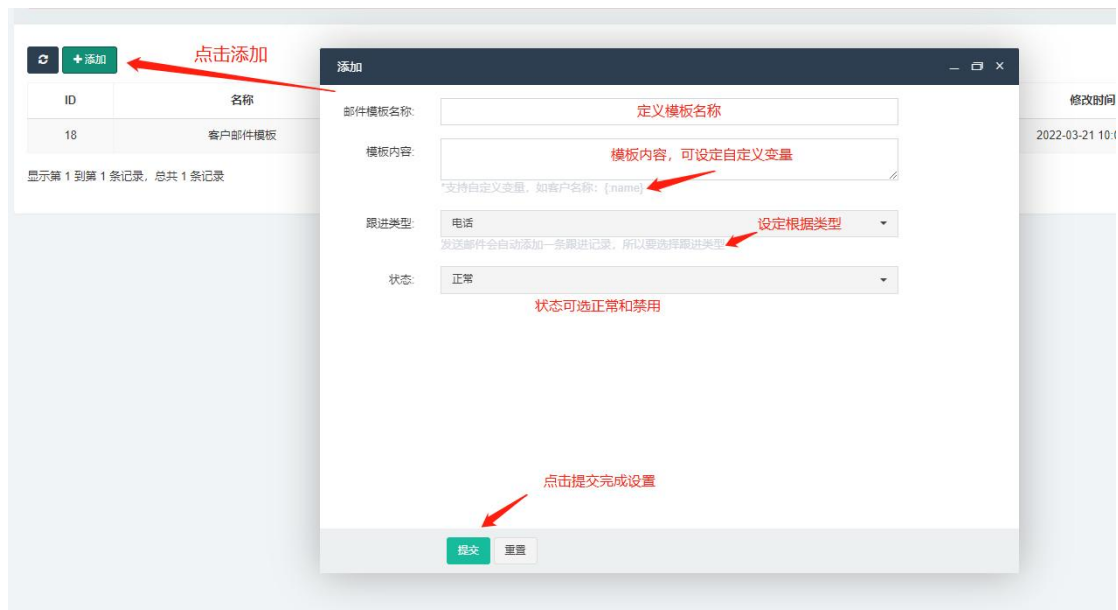 添加
点击添加
添加
ID
名称
修改时间
18
客户邮件模板
2022-03-21 10:0
显示第 1 到第 1 条记录，总共 1 条记录
邮件模板名称:
定义模板名称
模板内容:
模板内容，可设定自定义变量
*支持自定义变量，如客户名称：{:name}
跟进类型:
电话
设定根据类型
发送邮件会自动添加一条跟进记录，所以要选择跟进类型
状态:
正常
状态可选正常和禁用
点击提交完成设置
提交
重置